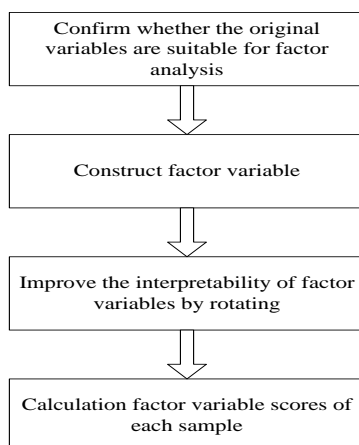 Confirm whether the original
variables are suitable for factor
analysis
Construct factor variable
Improve the interpretability of factor
variables by rotating
Calculation factor variable scores of
each sample